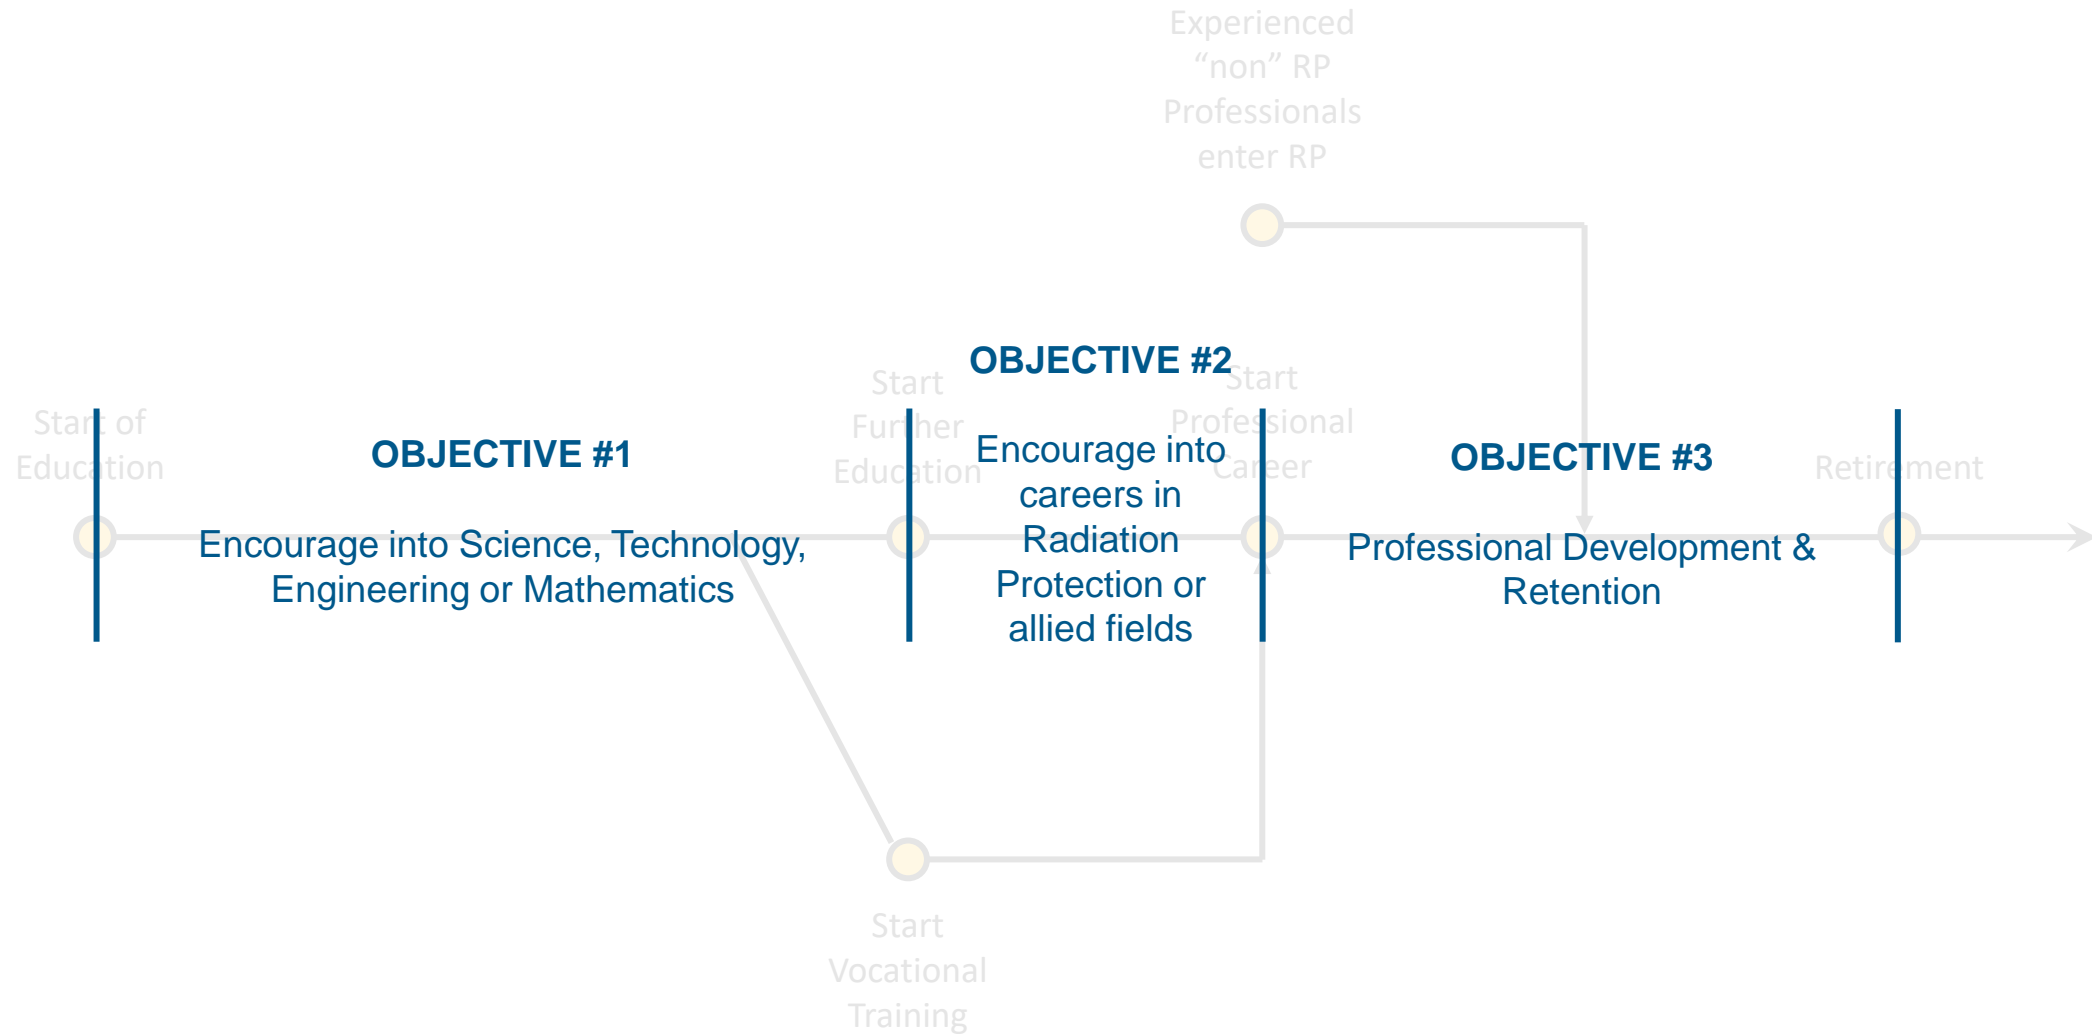 Experienced
“non” RP
Professionals
enter RP
Start of
Education
OBJECTIVE #1
Encourage into Science, Technology,
Engineering or Mathematics
Start
Further
Education
OBJECTIVE #2
Encourage into
careers in
Radiation
Protection or
allied fields
Start
Professional
Career
OBJECTIVE #3
Professional Development &
Retention
Retirement
Start
Vocational
Training